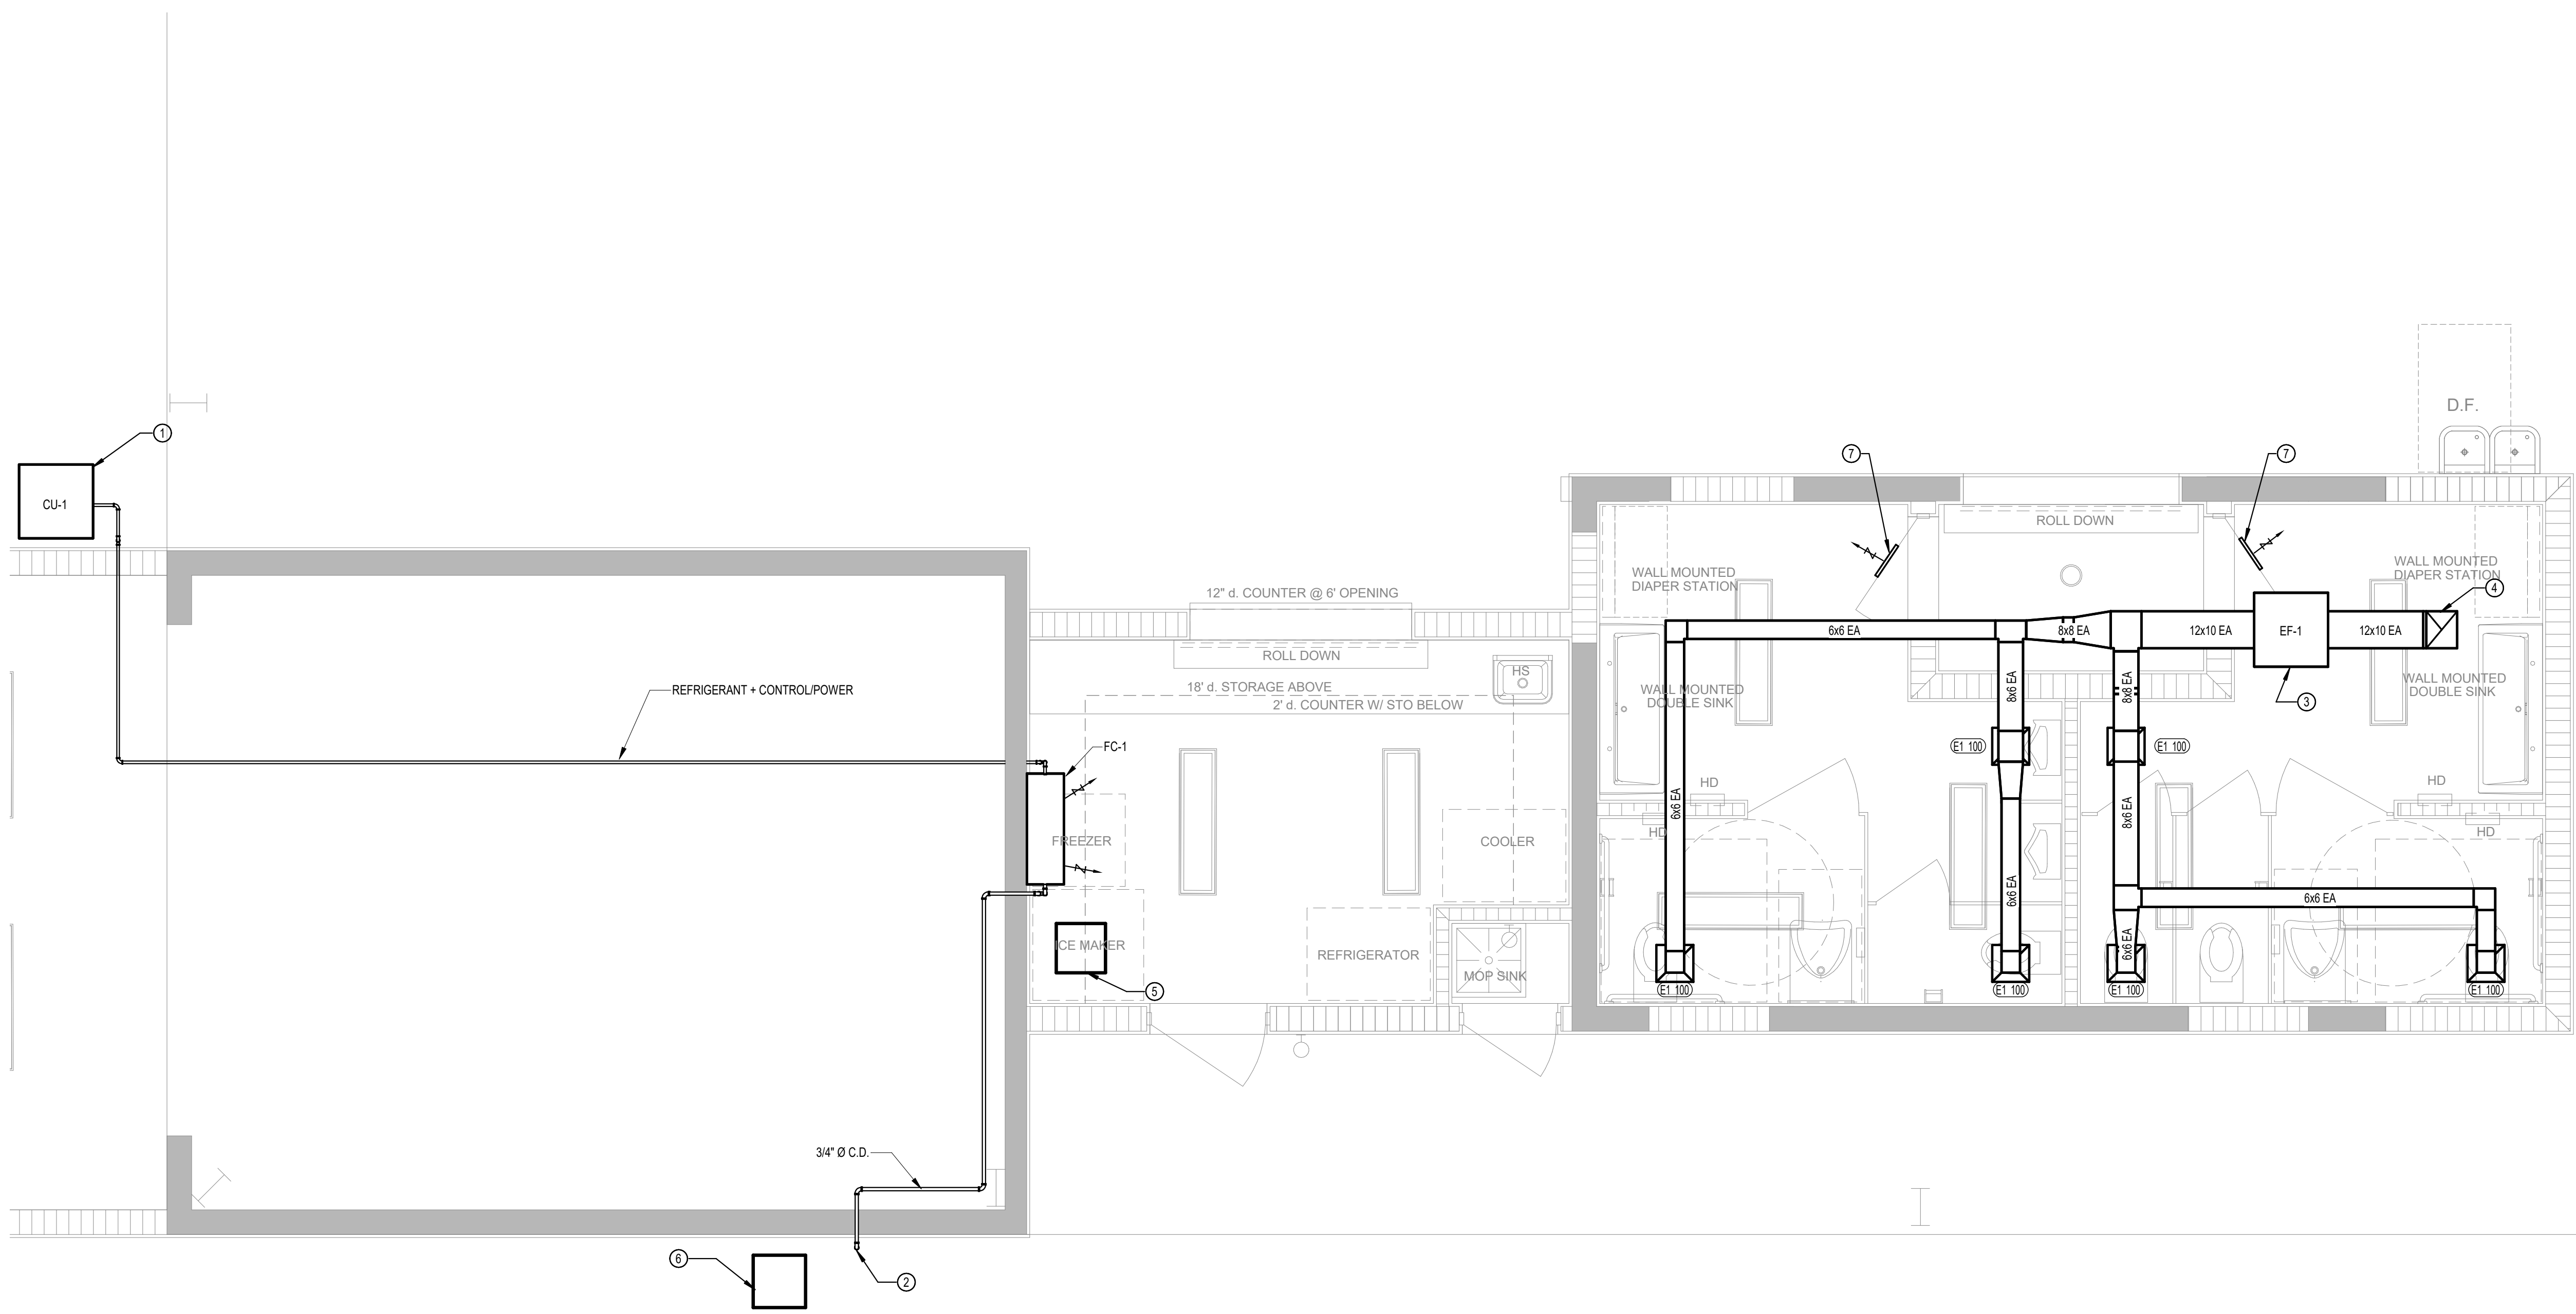 D.F.
1
7
7
CU-1
ROLL DOWN
WALL MOUNTED
DIAPER STATION
WALL MOUNTED
DIAPER STATION
4
12" d. COUNTER @ 6' OPENING
6x6 EA
8x8 EA
12x10 EA
EF-1
12x10 EA
ROLL DOWN
HS
REFRIGERANT + CONTROL/POWER
18' d. STORAGE ABOVE
2' d. COUNTER W/ STO BELOW
WALL MOUNTED
DOUBLE SINK
8x6 EA
8x8 EA
WALL MOUNTED
DOUBLE SINK
3
FC-1
E1 100
E1 100
HD
HD
6x6 EA
8x6 EA
HD
HD
FREEZER
COOLER
6x6 EA
6x6 EA
ICE MAKER
REFRIGERATOR
MOP SINK
6x6 EA
5
E1 100
E1 100
E1 100
E1 100
3/4" Ø C.D.
6
2